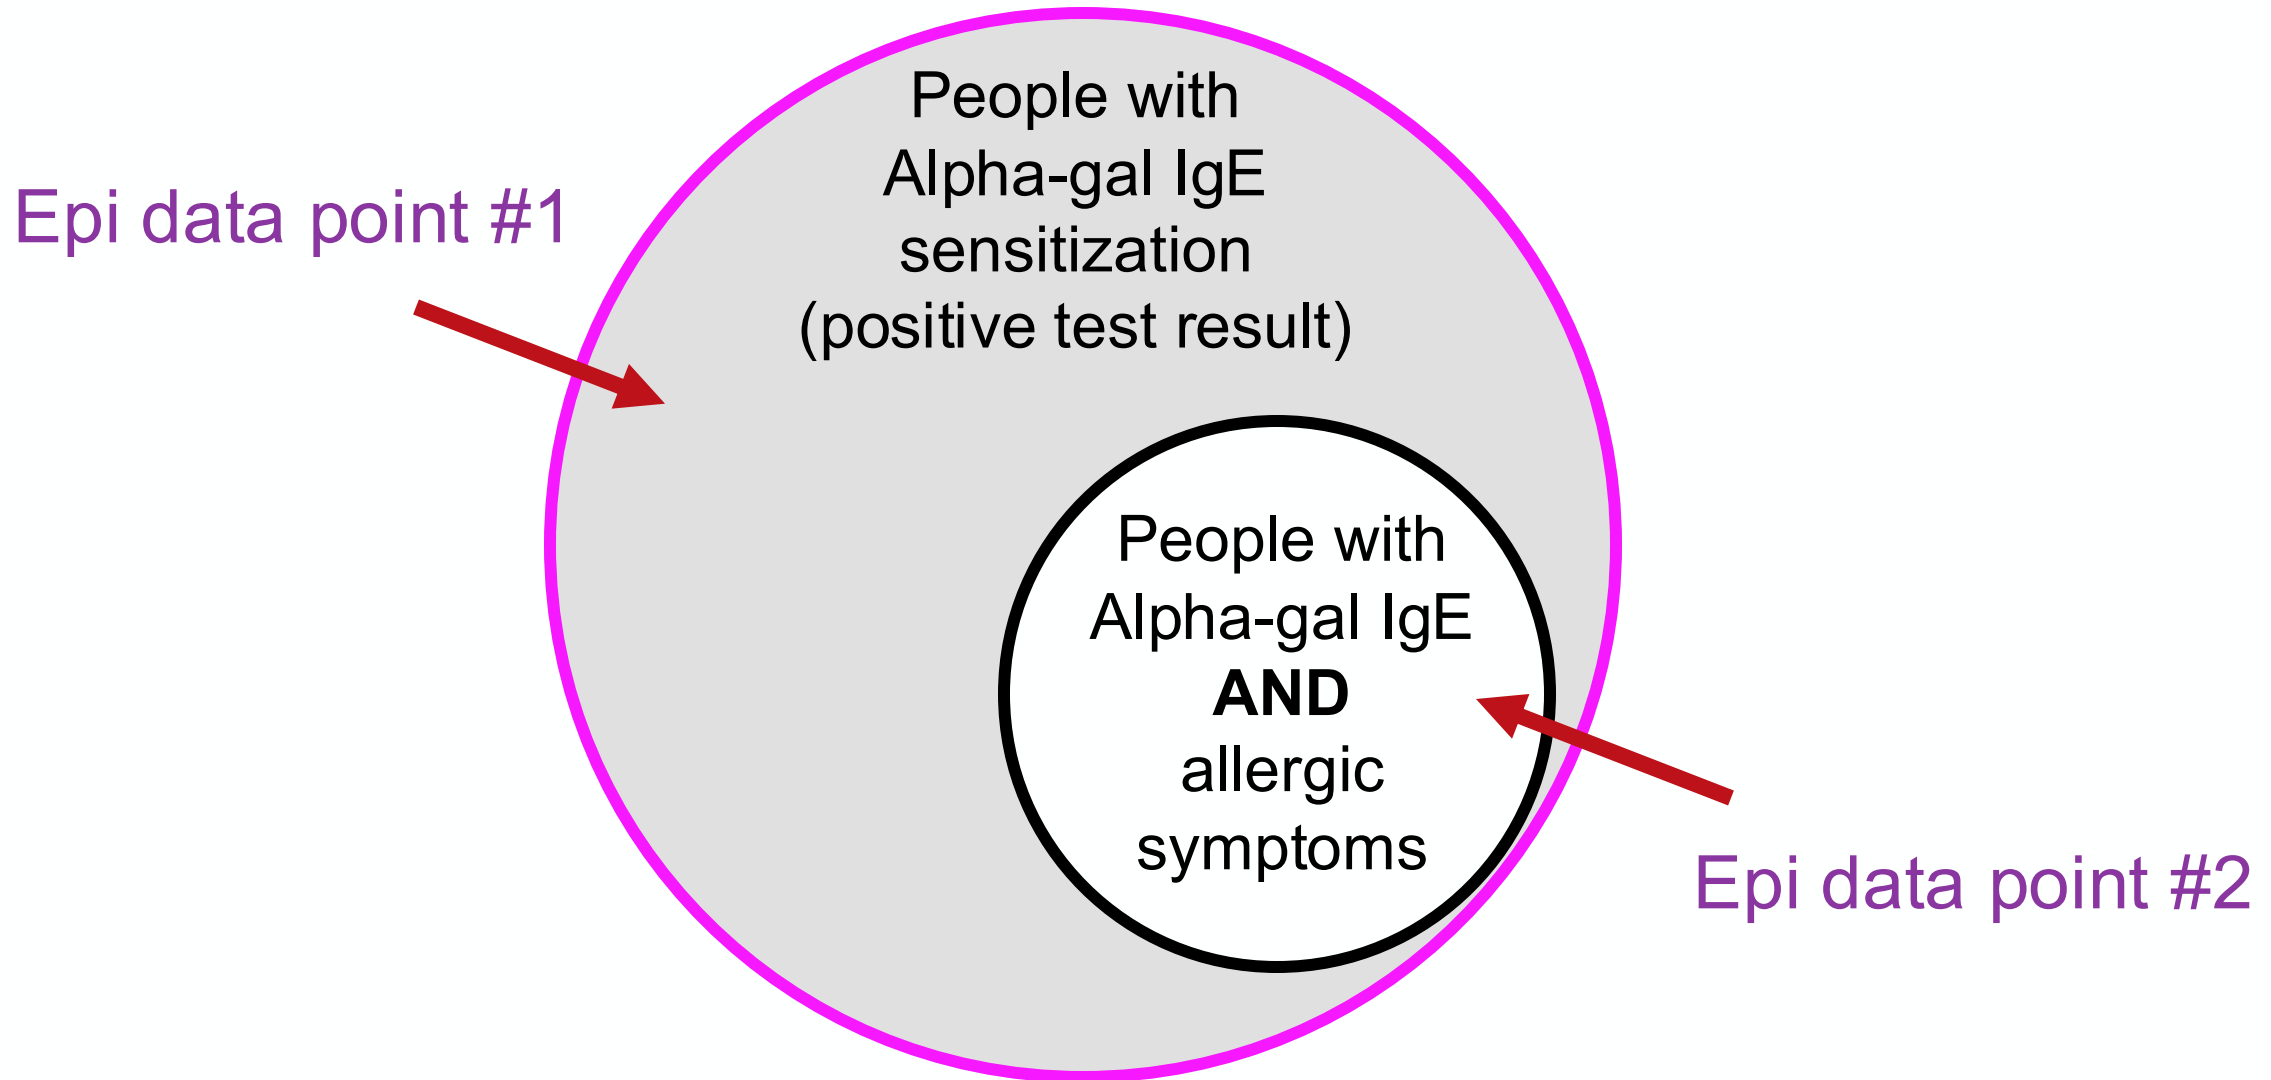 People with
Alpha-gal IgE
sensitization
(positive test result)
Epi data point #1
People with
Alpha-gal IgE
AND
allergic
symptoms
Epi data point #2